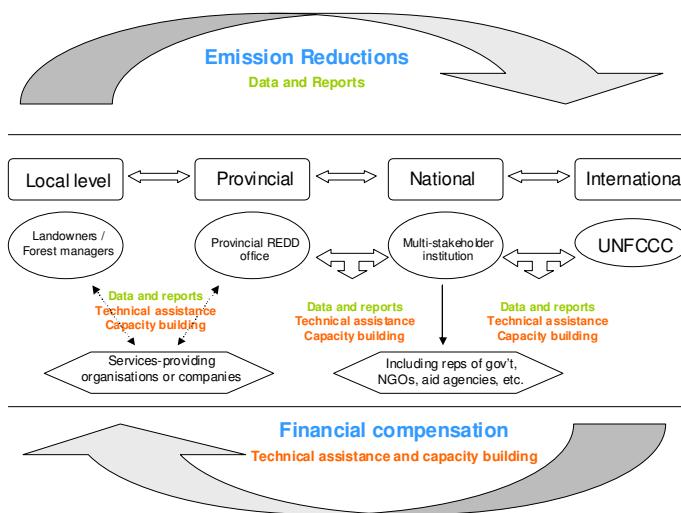 Emission Reductions
Data and Reports
Local level
Provincial
National
International
Landowners /
Forest managers
Provincial REDD
office
Multi-stakeholder
institution
UNFCCC
Data and reports
Technical assistance
Capacity building
Data and reports
Technical assistance
Capacity building
Data and reports
Technical assistance
Capacity building
Services-providing
organisations or companies
Including reps of gov't,
NGOs, aid agencies, etc.
Financial compensation
Technical assistance and capacity building